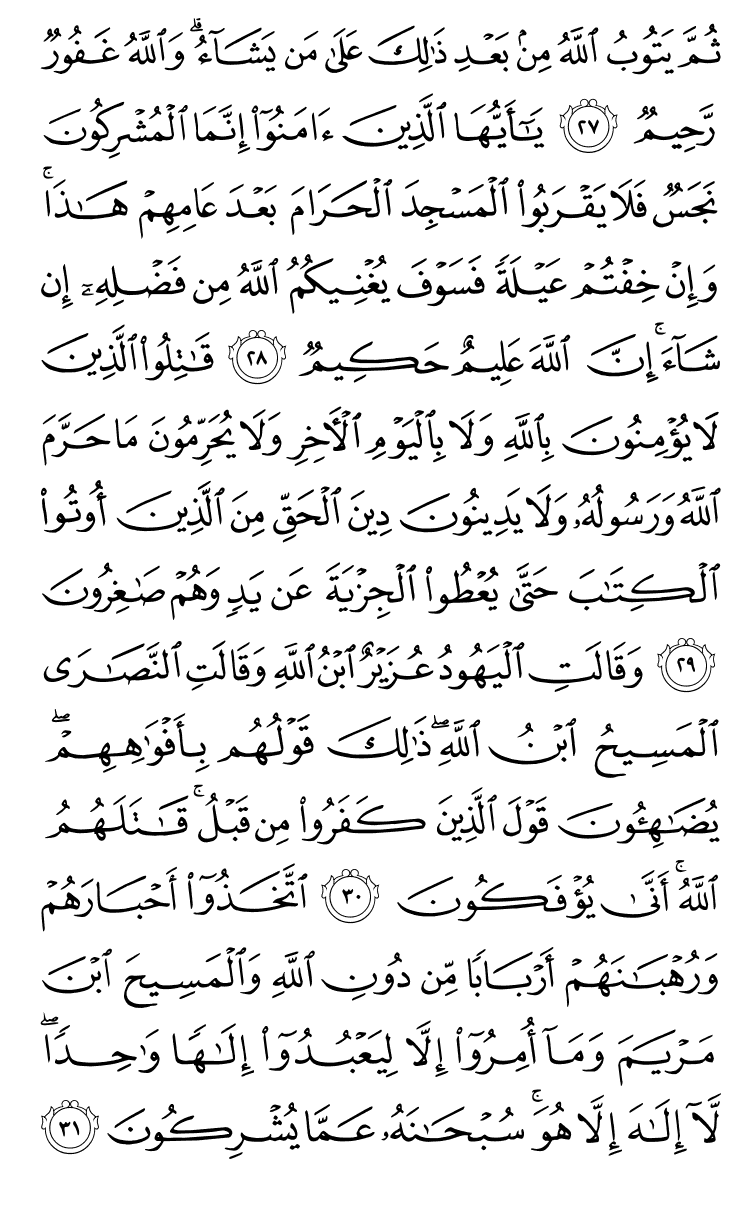 ثُمَّ يَتُوبُ ٱللَّهُ مِنۢ بَعۡدِ ذَٰلِكَ عَلَىٰ مَن يَشَآءُۗ وَٱللَّهُ غَفُورٞ
رَّحِيمٞ ٢٧ يَـٰٓأَيُّهَا ٱلَّذِينَ ءَامَنُوٓاْ إِنَّمَا ٱلۡمُشۡرِكُونَ
نَجَسٞ فَلَا يَقۡرَبُواْ ٱلۡمَسۡجِدَ ٱلۡحَرَامَ بَعۡدَ عَامِهِمۡ هَٰذَاۚ
وَإِنۡ خِفۡتُمۡ عَيۡلَةٗ فَسَوۡفَ يُغۡنِيكُمُ ٱللَّهُ مِن فَضۡلِهِۦٓ إِن
شَآءَۚ إِنَّ ٱللَّهَ عَلِيمٌ حَكِيمٞ ٢٨ قَٰتِلُواْ ٱلَّذِينَ
لَا يُؤۡمِنُونَ بِٱللَّهِ وَلَا بِٱلۡيَوۡمِ ٱلۡأٓخِرِ وَلَا يُحَرِّمُونَ مَا حَرَّمَ
ٱللَّهُ وَرَسُولُهُۥ وَلَا يَدِينُونَ دِينَ ٱلۡحَقِّ مِنَ ٱلَّذِينَ أُوتُواْ
ٱلۡكِتَٰبَ حَتَّىٰ يُعۡطُواْ ٱلۡجِزۡيَةَ عَن يَدٖ وَهُمۡ صَٰغِرُونَ
٢٩ وَقَالَتِ ٱلۡيَهُودُ عُزَيۡرٌ ٱبۡنُ ٱللَّهِ وَقَالَتِ ٱلنَّصَٰرَى
ٱلۡمَسِيحُ ٱبۡنُ ٱللَّهِۖ ذَٰلِكَ قَوۡلُهُم بِأَفۡوَٰهِهِمۡۖ
يُضَٰهِـُٔونَ قَوۡلَ ٱلَّذِينَ كَفَرُواْ مِن قَبۡلُۚ قَٰتَلَهُمُ
ٱللَّهُۚ أَنَّىٰ يُؤۡفَكُونَ ٣٠ ٱتَّخَذُوٓاْ أَحۡبَارَهُمۡ
وَرُهۡبَٰنَهُمۡ أَرۡبَابٗا مِّن دُونِ ٱللَّهِ وَٱلۡمَسِيحَ ٱبۡنَ
مَرۡيَمَ وَمَآ أُمِرُوٓاْ إِلَّا لِيَعۡبُدُوٓاْ إِلَٰهٗا وَٰحِدٗاۖ
لَّآ إِلَٰهَ إِلَّا هُوَۚ سُبۡحَٰنَهُۥ عَمَّا يُشۡرِكُونَ ٣١